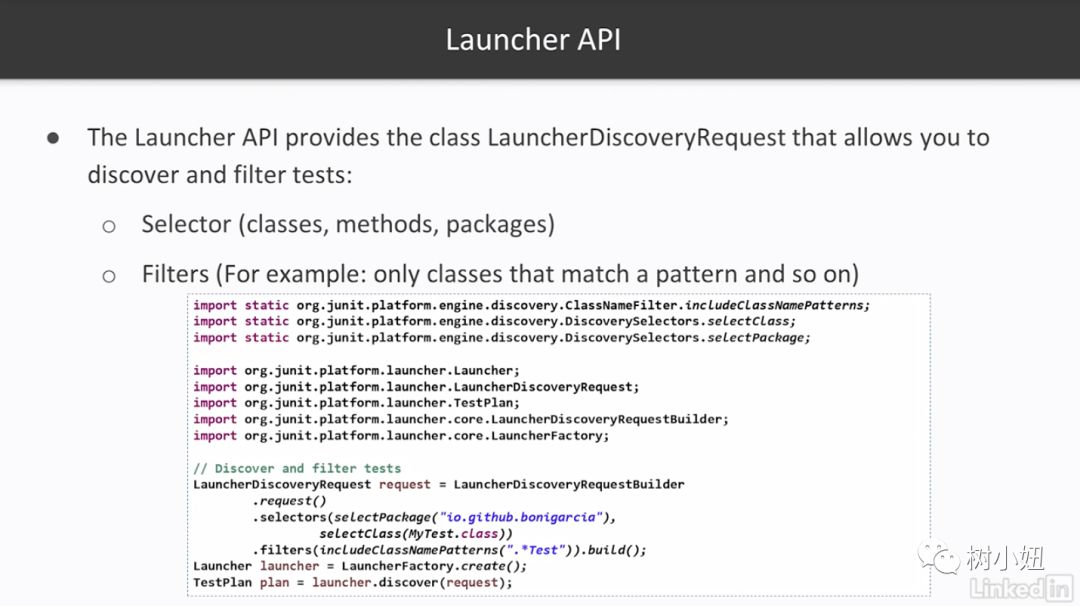 Launcher API
● The Launcher API provides the class LauncherDiscoveryRequest that allows you to
discover and filter tests:
○ Selector (classes, methods, packages)
○ Filters (For example: only classes that match a pattern and so on)
import static org.junit.platform.engine.discovery.ClassNameFilter.includeClassNamePatterns;
import static org.junit.platform.engine.discovery.DiscoverySelectors.selectClass;
import static org.junit.platform.engine.discovery.DiscoverySelectors.selectPackage;

import org.junit.platform.launcher.Launcher;
import org.junit.platform.launcher.LauncherDiscoveryRequest;
import org.junit.platform.launcher.TestPlan;
import org.junit.platform.launcher.core.LauncherDiscoveryRequestBuilder;
import org.junit.platform.launcher.core.LauncherFactory;

// Discover and filter tests
LauncherDiscoveryRequest request = LauncherDiscoveryRequestBuilder
        .request()
        .selectors(selectPackage("io.github.bonigarcia"),
                 selectClass(MyTest.class))
        .filters(includeClassNamePatterns(".*Test")).build();
Launcher launcher = LauncherFactory.create();
TestPlan plan = launcher.discover(request);
树小妞
Linked in